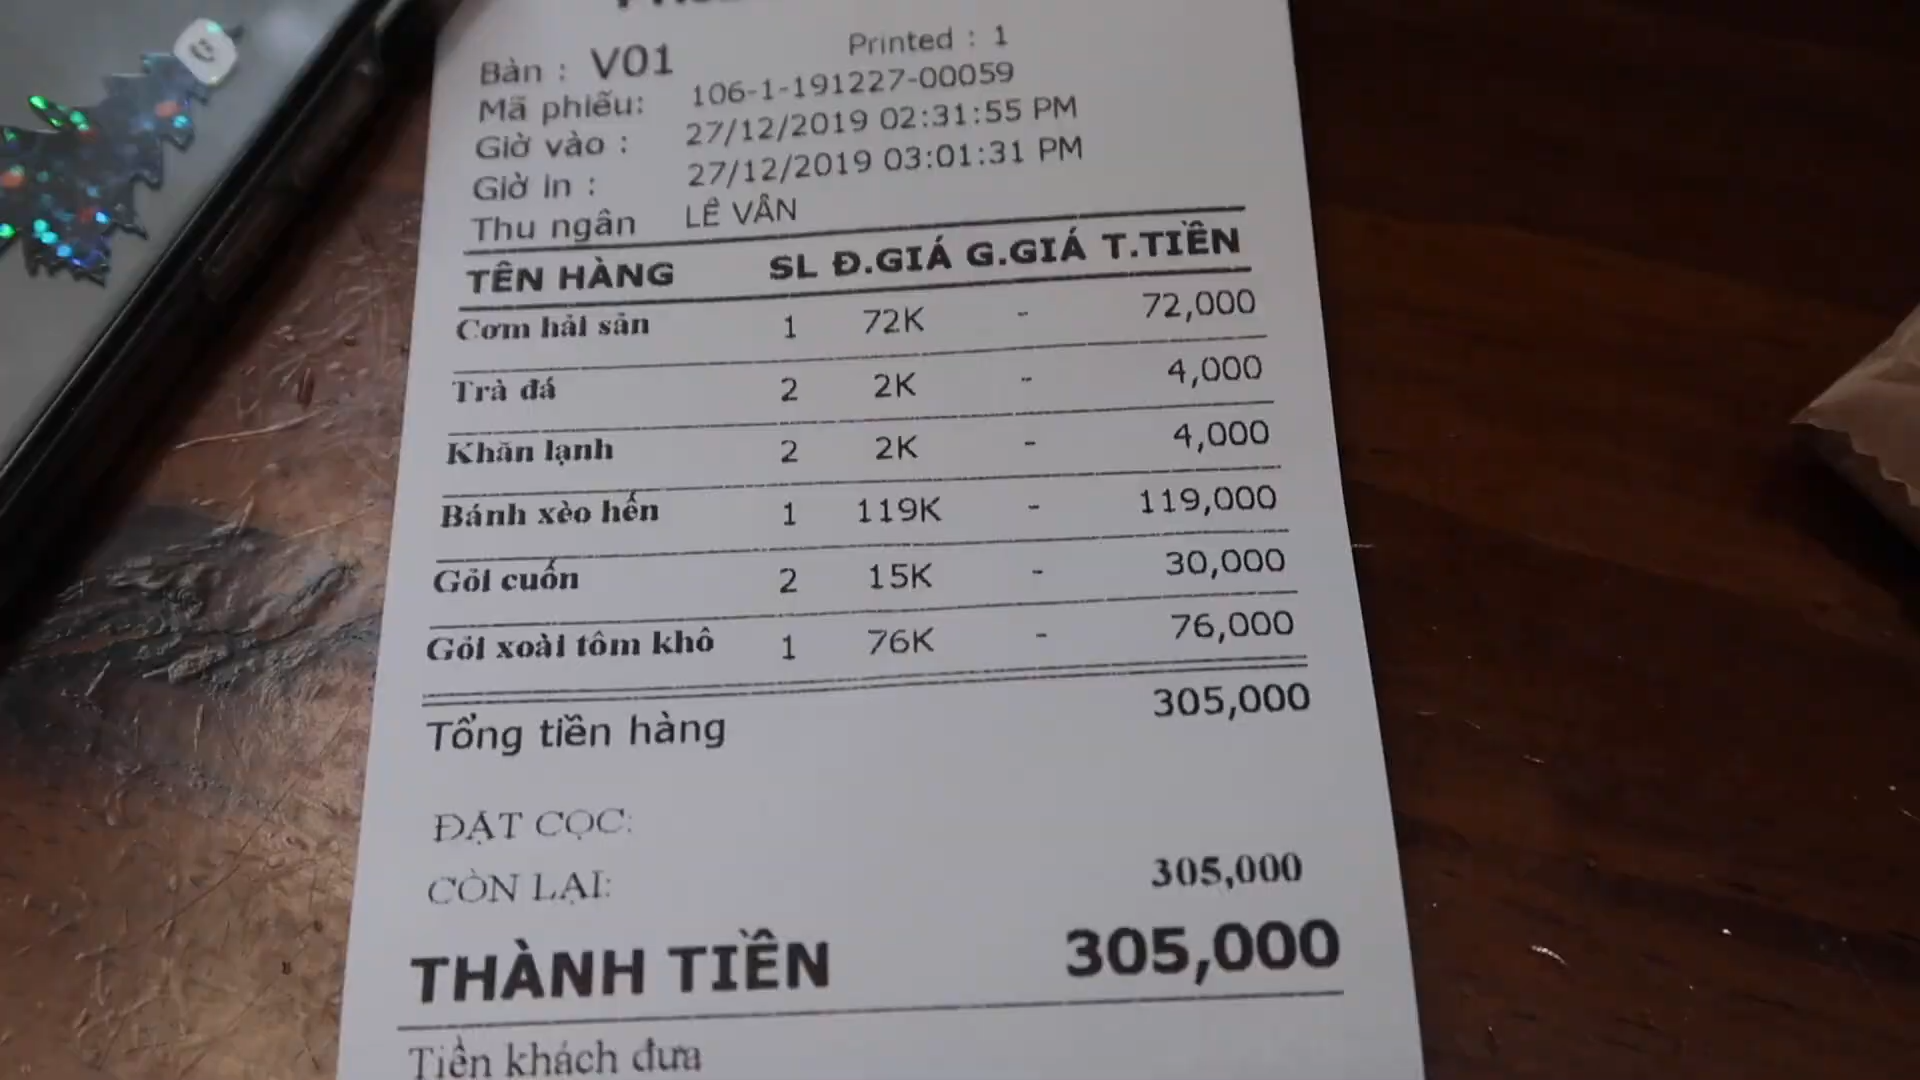 Bàn : V01 Printed : 1
Mã phiếu: 106-1-191227-00059
Giờ vào : 27/12/2019 02:31:55 PM
Giờ in : 27/12/2019 03:01:31 PM
Thu ngân LÊ VÂN
TÊN HÀNG SL Đ.GIÁ G.GIÁ T.TIỀN
Cơm hải sản 1 72K - 72,000
Trà đá 2 2K - 4,000
Khăn lạnh 2 2K - 4,000
Bánh xèo hến 1 119K - 119,000
Gỏi cuốn 2 15K - 30,000
Gỏi xoài tôm khô 1 76K - 76,000
Tổng tiền hàng 305,000
ĐẶT CỌC:
CÒN LẠI: 305,000
THÀNH TIỀN 305,000
Tiền khách đưa